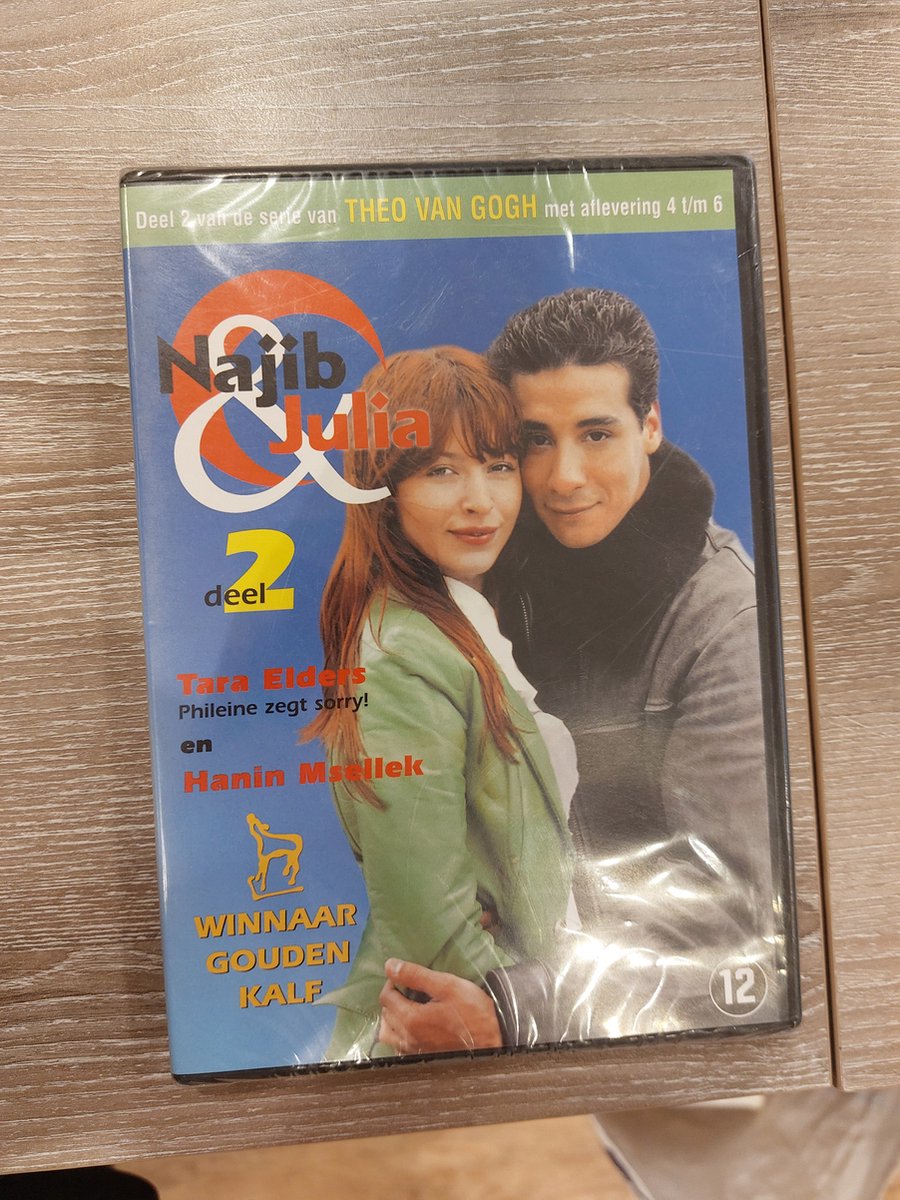 Deel 2 van de serie van THEO VAN GOGH met aflevering 4 t/m 6
Najib
&
Julia
deel 2
Tara Elders
Phileine zegt sorry!
en
Hanin Msellek
WINNAAR
GOUDEN
KALF
12